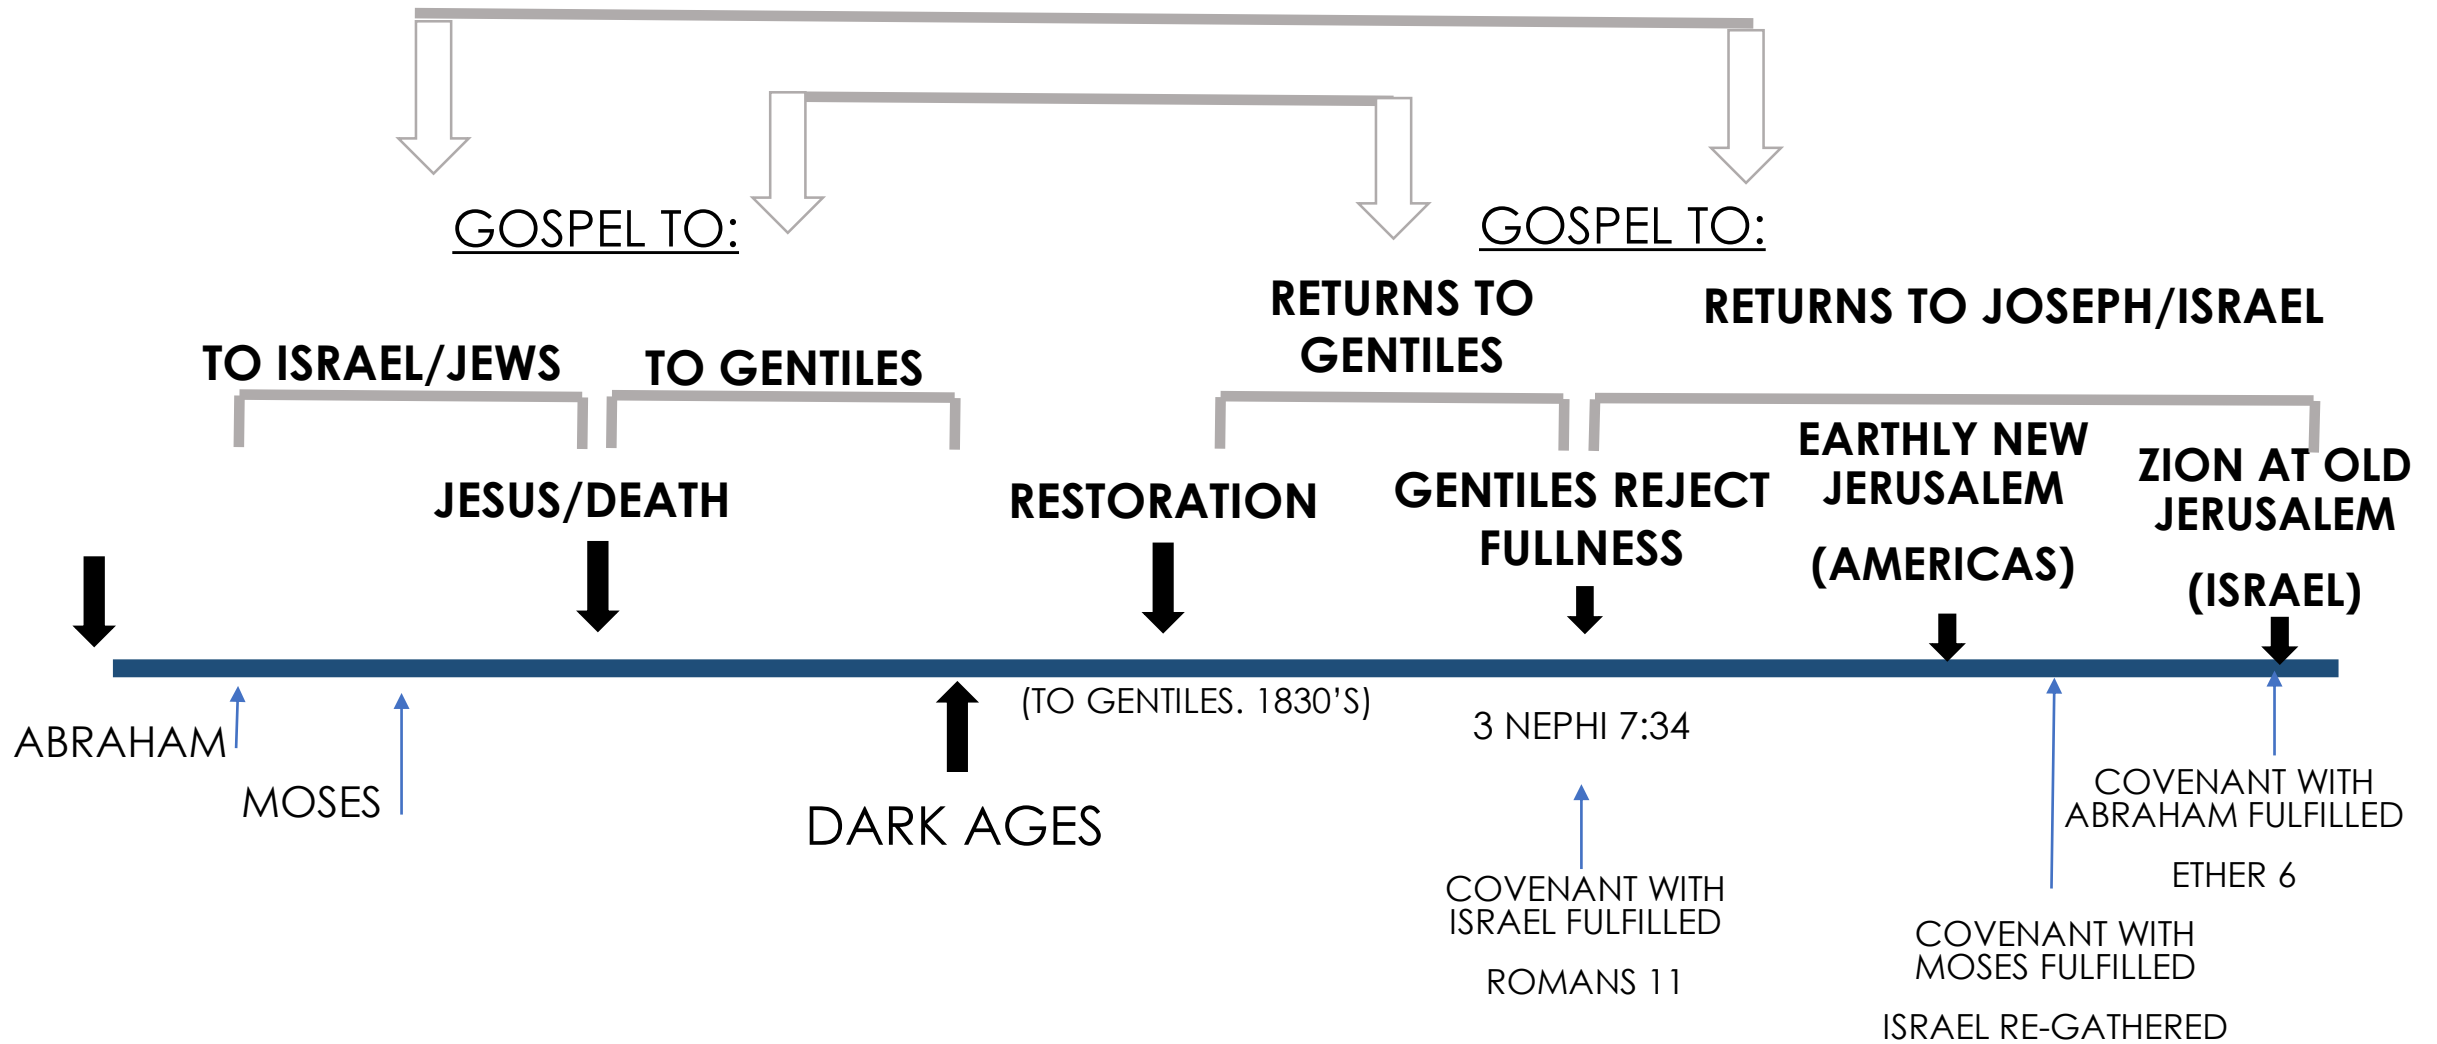 GOSPEL TO:
GOSPEL TO:
TO ISRAEL/JEWS
TO GENTILES
RETURNS TO
GENTILES
RETURNS TO JOSEPH/ISRAEL
JESUS/DEATH
RESTORATION
GENTILES REJECT
FULLNESS
EARTHLY NEW
JERUSALEM
(AMERICAS)
ZION AT OLD
JERUSALEM
(ISRAEL)
ABRAHAM
MOSES
DARK AGES
(TO GENTILES. 1830’S)
3 NEPHI 7:34
COVENANT WITH
ISRAEL FULFILLED
ROMANS 11
COVENANT WITH
MOSES FULFILLED
ISRAEL RE-GATHERED
COVENANT WITH
ABRAHAM FULFILLED
ETHER 6